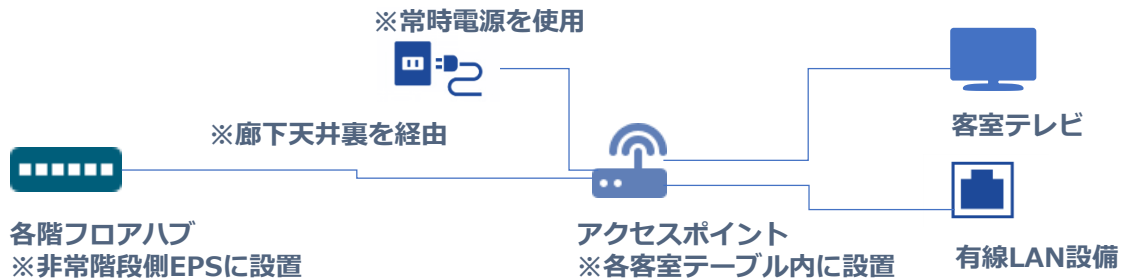 ※常時電源を使用
※廊下天井裏を経由
客室テレビ
各階フロアハブ
※非常階段側EPSに設置
アクセスポイント
※各客室テーブル内に設置
有線LAN設備